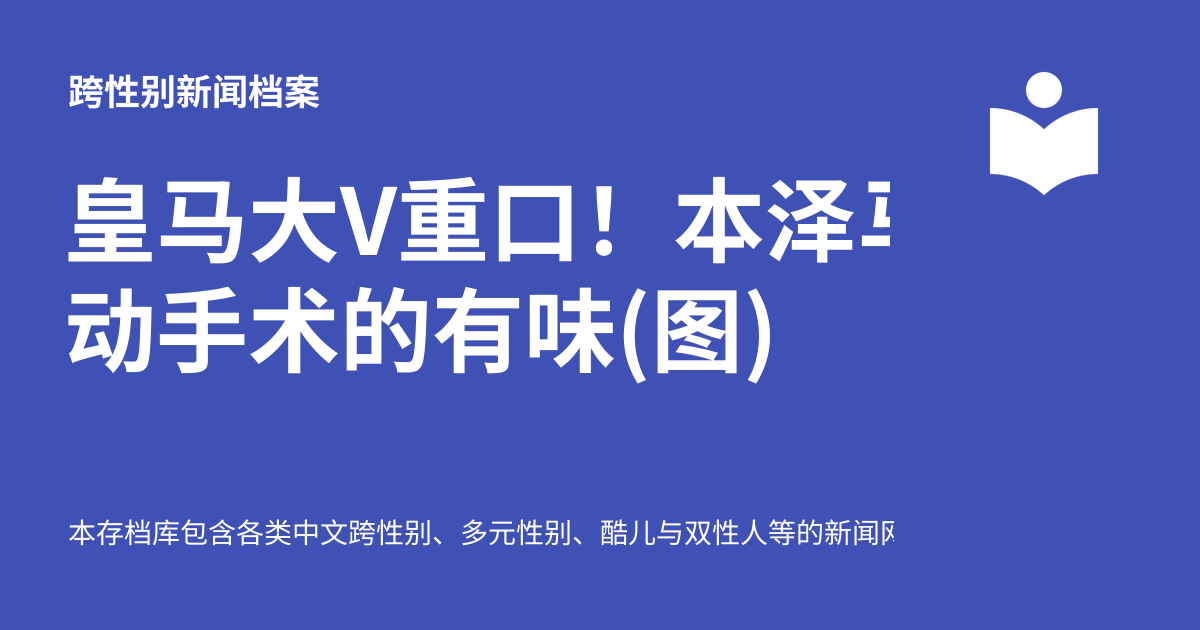 跨性别新闻档案
皇马大V重口！本泽
动手术的有味(图)
本存档库包含各类中文跨性别、多元性别、酷儿与双性人等的新闻